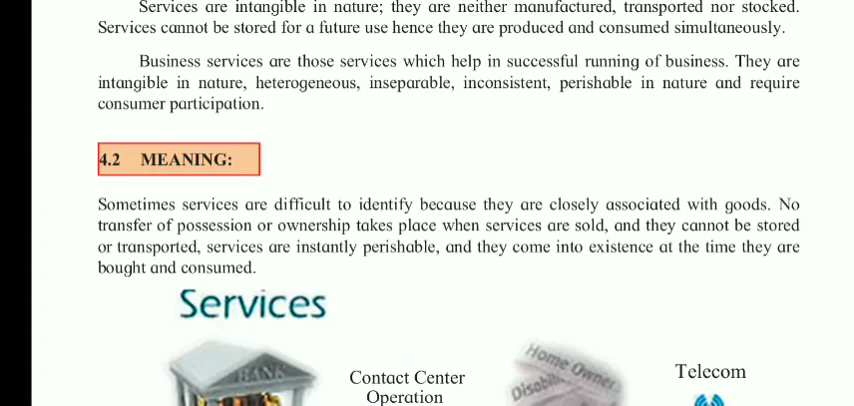 Services are intangible in nature; they are neither manufactured, transported nor stocked.
Services cannot be stored for a future use hence they are produced and consumed simultaneously.
Business services are those services which help in successful running of business. They are
intangible in nature, heterogeneous, inseparable, inconsistent, perishable in nature and require
consumer participation.
4.2 MEANING:
Sometimes services are difficult to identify because they are closely associated with goods. No
transfer of possession or ownership takes place when services are sold, and they cannot be stored
or transported, services are instantly perishable, and they come into existence at the time they are
bought and consumed.
Services
BANK
Contact Center
Operation
Home Owner
Telecom